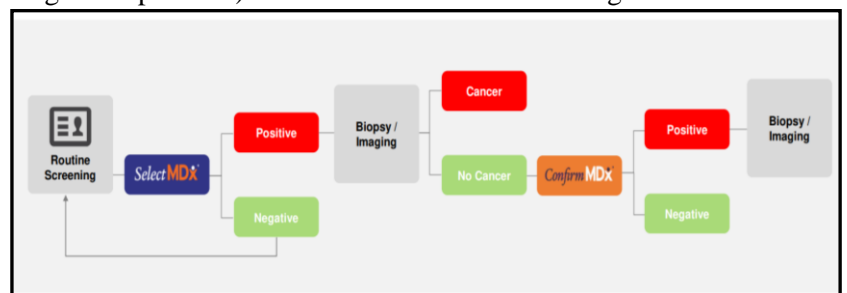 Routine
Screening
SelectMDx
Positive
Negative
Biopsy /
Imaging
Cancer
No Cancer
ConfirmMDx
Positive
Negative
Biopsy /
Imaging